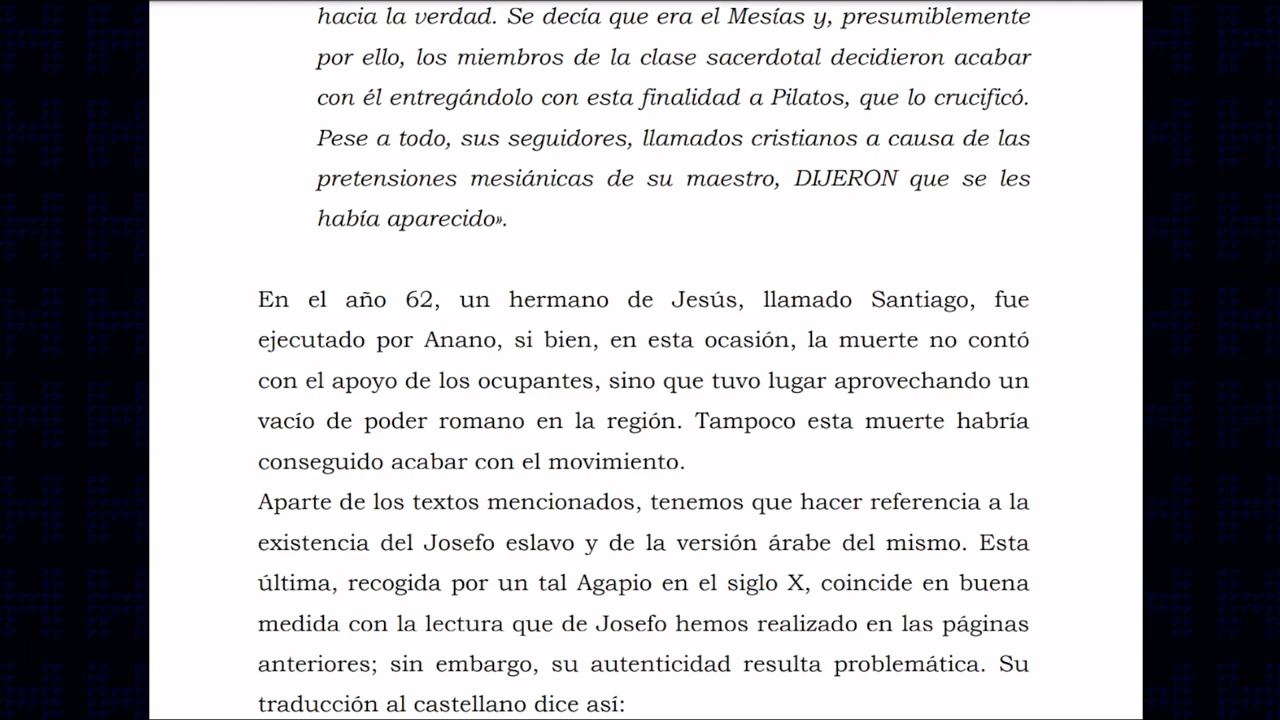 hacia la verdad. Se decía que era el Mesías y, presumiblemente
por ello, los miembros de la clase sacerdotal decidieron acabar
con él entregándolo con esta finalidad a Pilatos, que lo crucificó.
Pese a todo, sus seguidores, llamados cristianos a causa de las
pretensiones mesiánicas de su maestro, DIJERON que se les
había aparecido».
En el año 62, un hermano de Jesús, llamado Santiago, fue
ejecutado por Anano, si bien, en esta ocasión, la muerte no contó
con el apoyo de los ocupantes, sino que tuvo lugar aprovechando un
vacío de poder romano en la región. Tampoco esta muerte habría
conseguido acabar con el movimiento.
Aparte de los textos mencionados, tenemos que hacer referencia a la
existencia del Josefo eslavo y de la versión árabe del mismo. Esta
última, recogida por un tal Agapio en el siglo X, coincide en buena
medida con la lectura que de Josefo hemos realizado en las páginas
anteriores; sin embargo, su autenticidad resulta problemática. Su
traducción al castellano dice así: